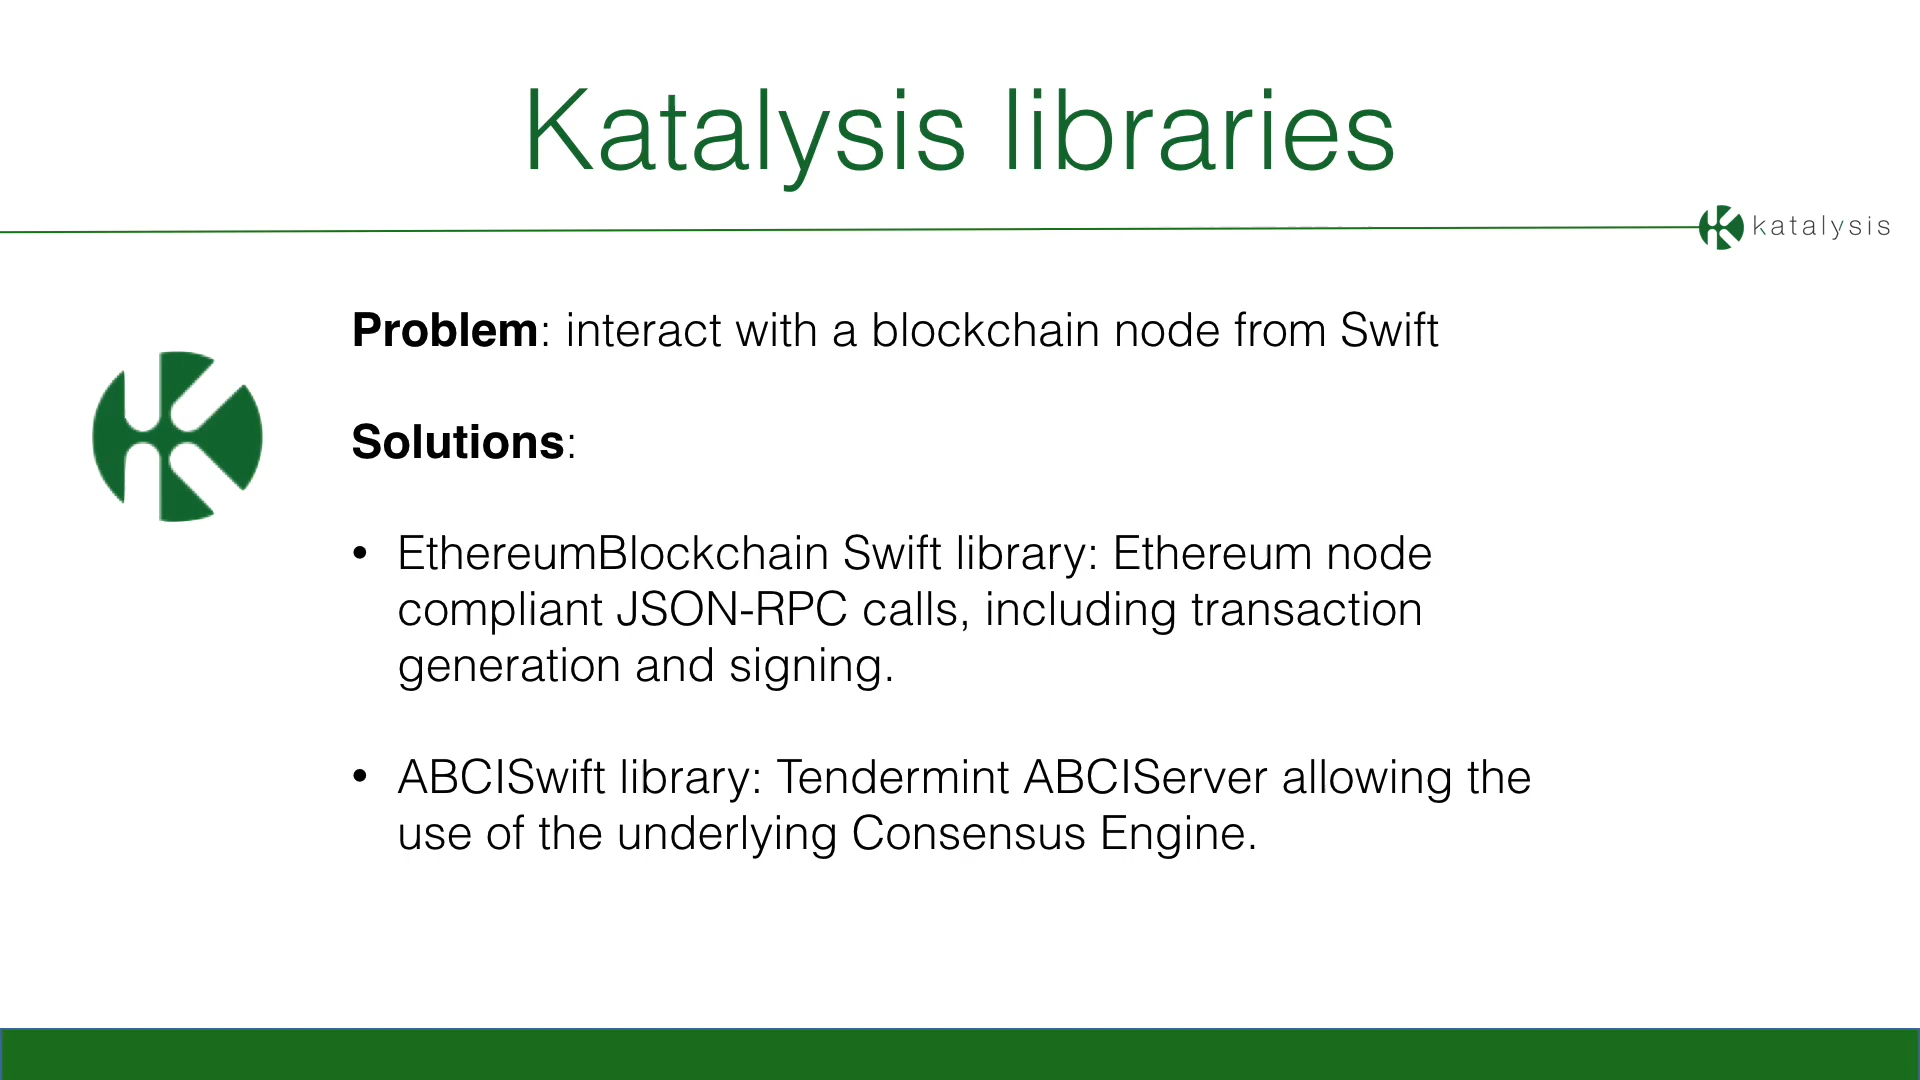 Katalysis libraries
katalysis
Problem: interact with a blockchain node from Swift
Solutions:
• EthereumBlockchain Swift library: Ethereum node
compliant JSON-RPC calls, including transaction
generation and signing.
• ABCISwift library: Tendermint ABCIServer allowing the
use of the underlying Consensus Engine.